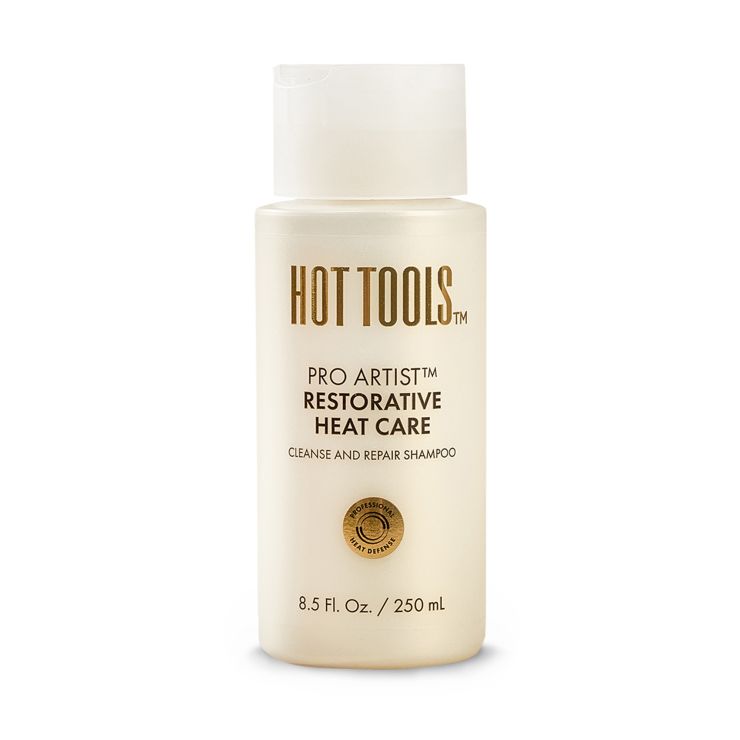 HOT TOOLS™
PRO ARTIST™
RESTORATIVE
HEAT CARE
CLEANSE AND REPAIR SHAMPOO
PROFESSIONAL
HEAT DEFENSE
8.5 Fl. Oz. / 250 mL